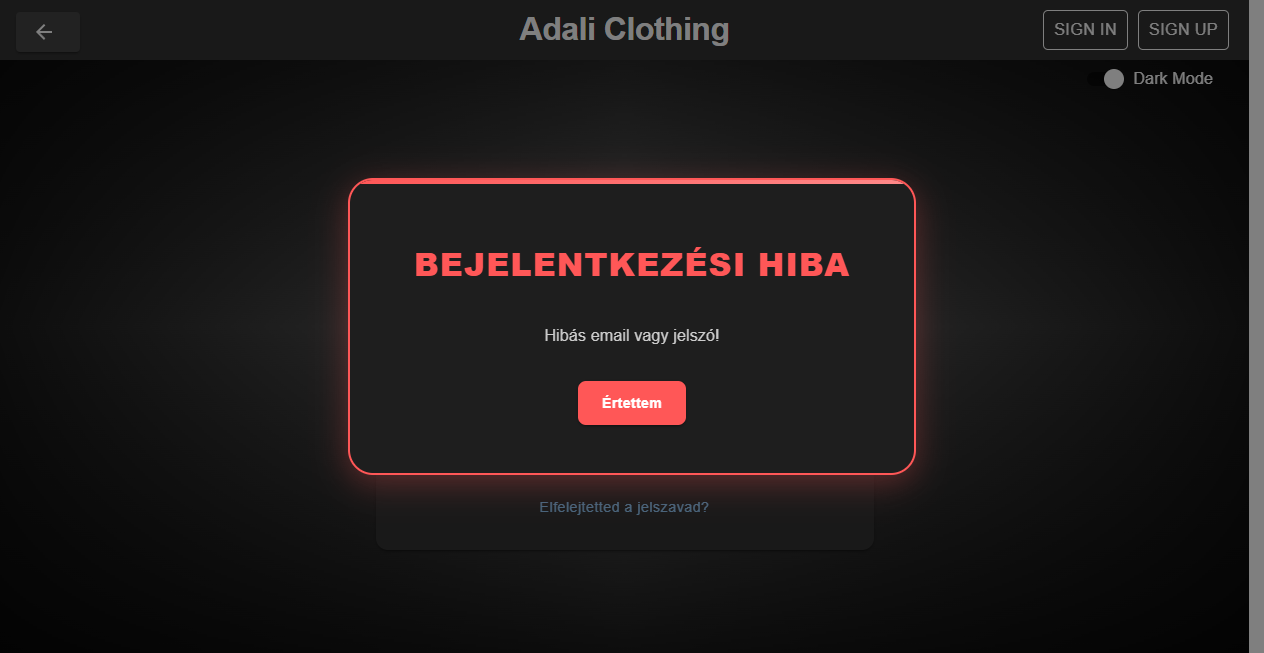 Adali Clothing
SIGN IN
SIGN UP
Dark Mode
BEJELENTKEZÉSI HIBA
Hibás email vagy jelszó!
Értettem
Elfelejtetted a jelszavad?